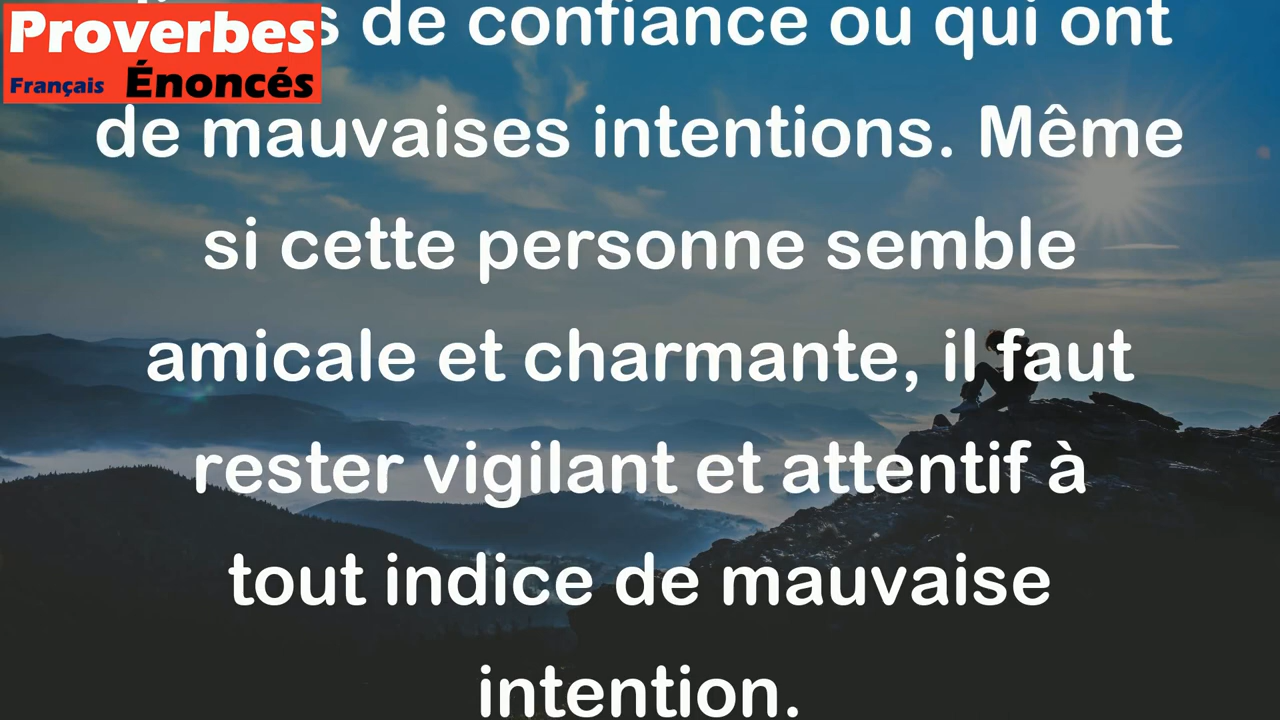 Proverbes
Français Énoncés
de confiance ou qui ont
de mauvaises intentions. Même
si cette personne semble
amicale et charmante, il faut
rester vigilant et attentif à
tout indice de mauvaise
intention.